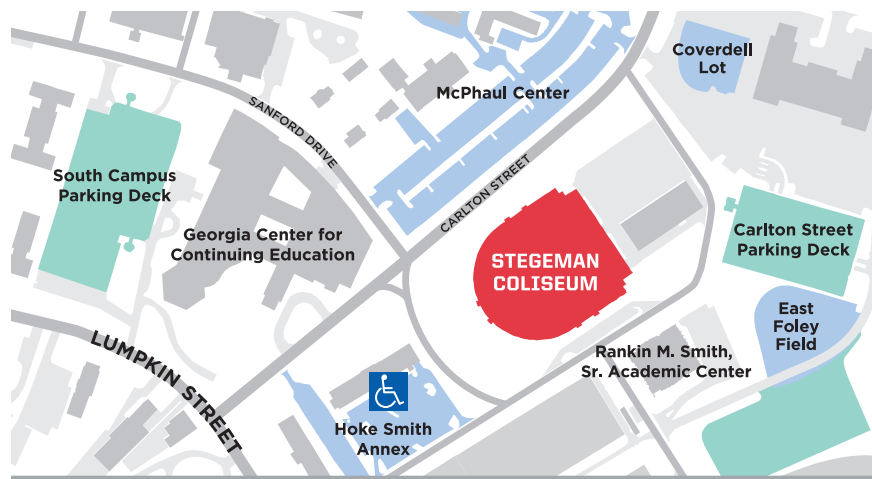 Coverdell
Lot
McPhaul Center
SANFORD DRIVE
CARLTON STREET
South Campus
Parking Deck
Georgia Center for
Continuing Education
Carlton Street
Parking Deck
STEGEMAN
COLISEUM
East
Foley
Field
LUMPKIN STREET
Rankin M. Smith,
Sr. Academic Center
Hoke Smith
Annex